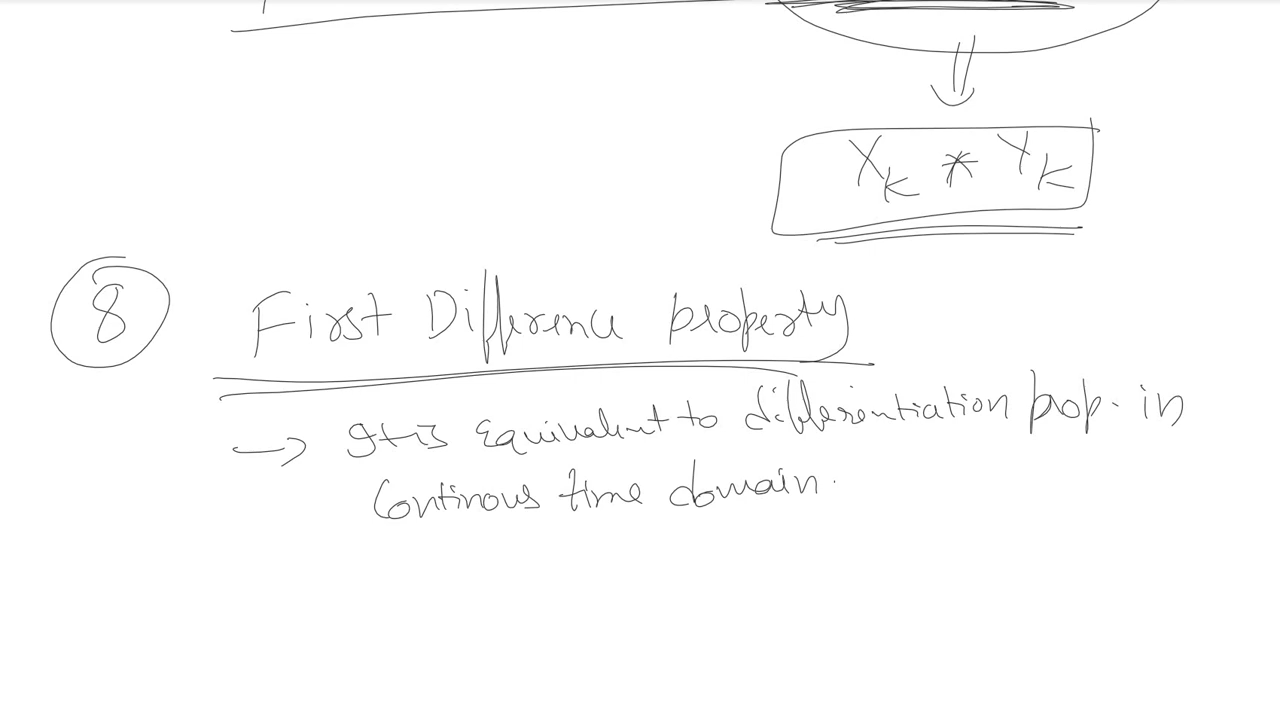 X_K * Y_K
8 First Difference property
→ It is equivalent to differentiation prop. in
Continous time domain.